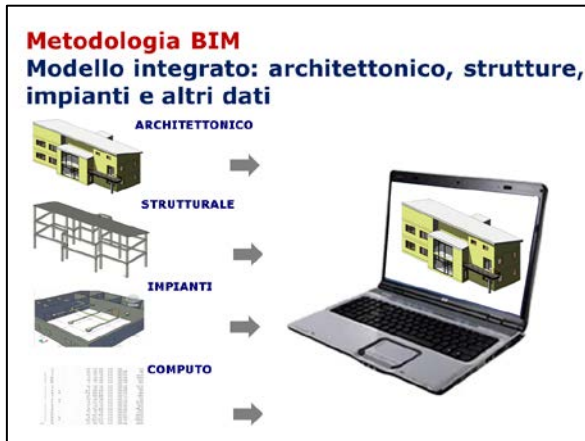 Metodologia BIM
Modello integrato: architettonico, strutture,
impianti e altri dati
ARCHITETTONICO
STRUTTURALE
IMPIANTI
COMPUTO